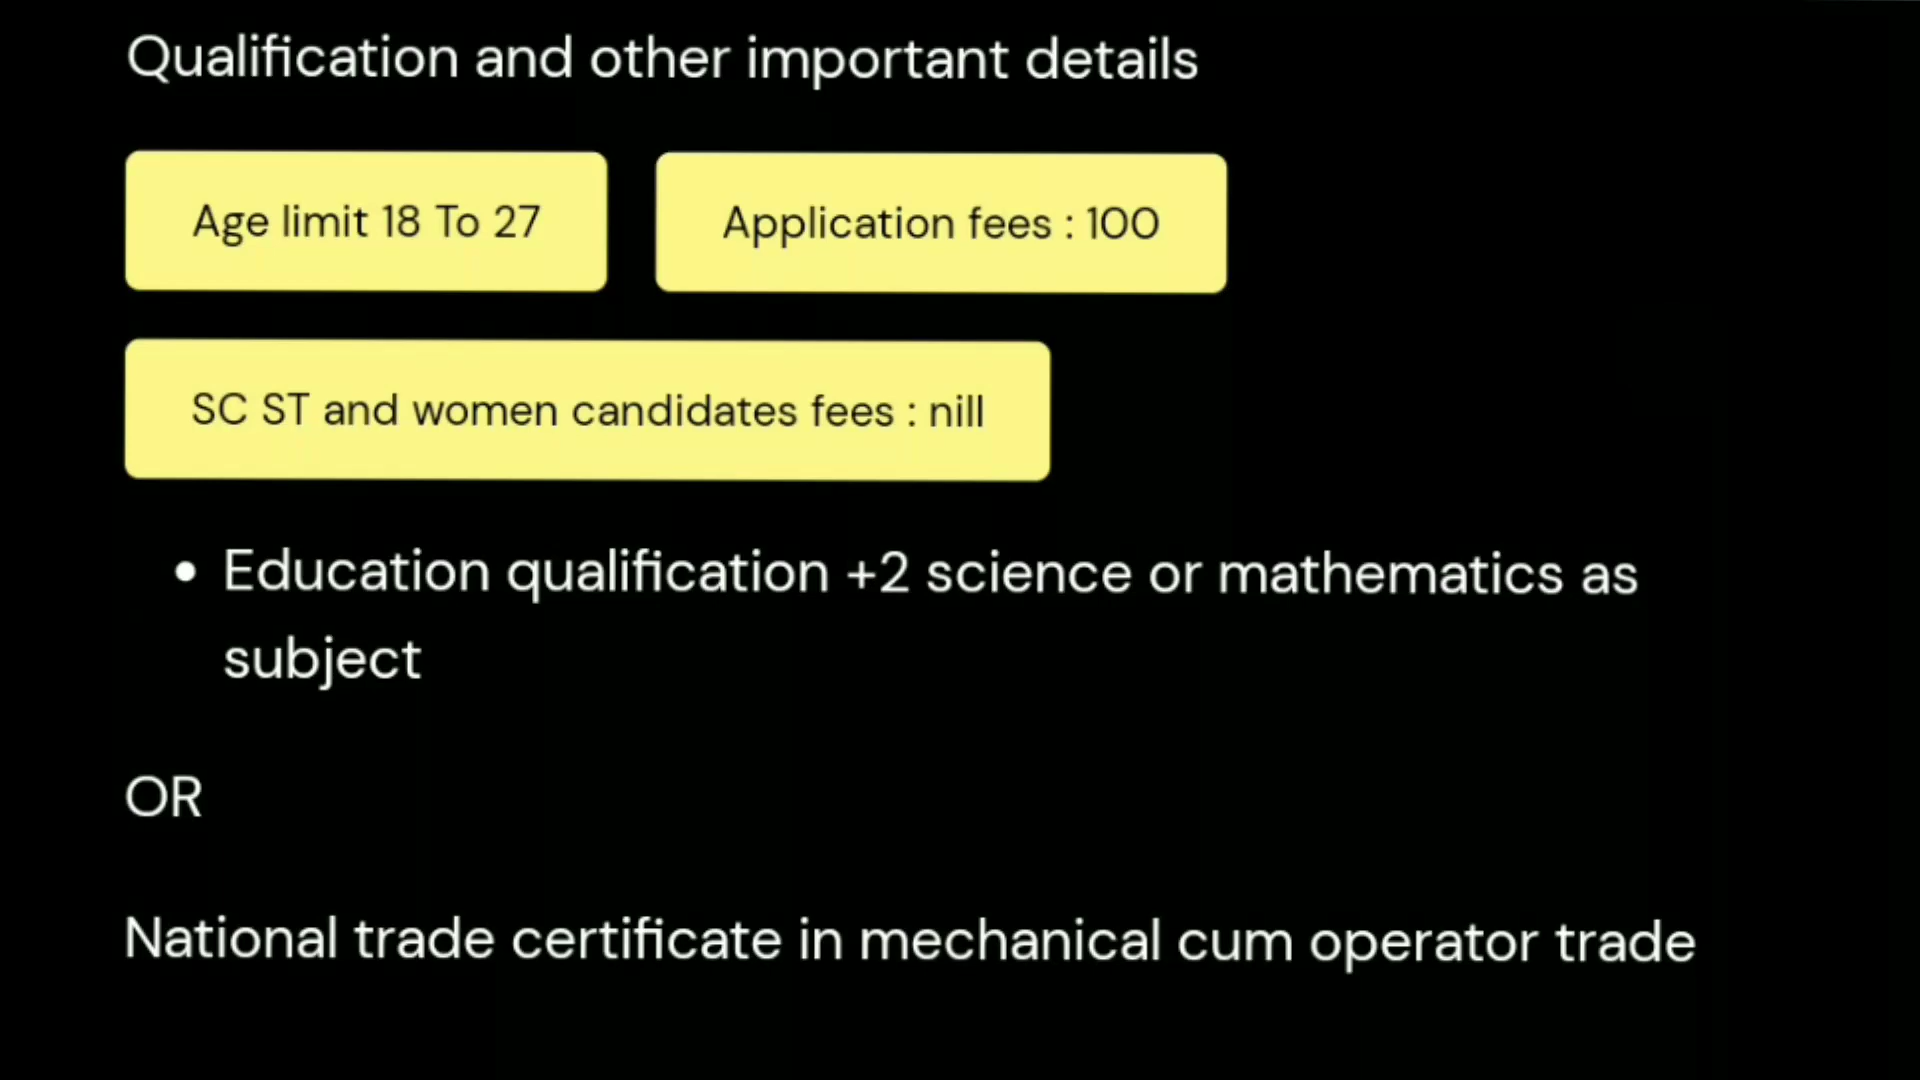 Qualification and other important details
Age limit 18 To 27
Application fees : 100
SC ST and women candidates fees : nill
• Education qualification +2 science or mathematics as
subject
OR
National trade certificate in mechanical cum operator trade